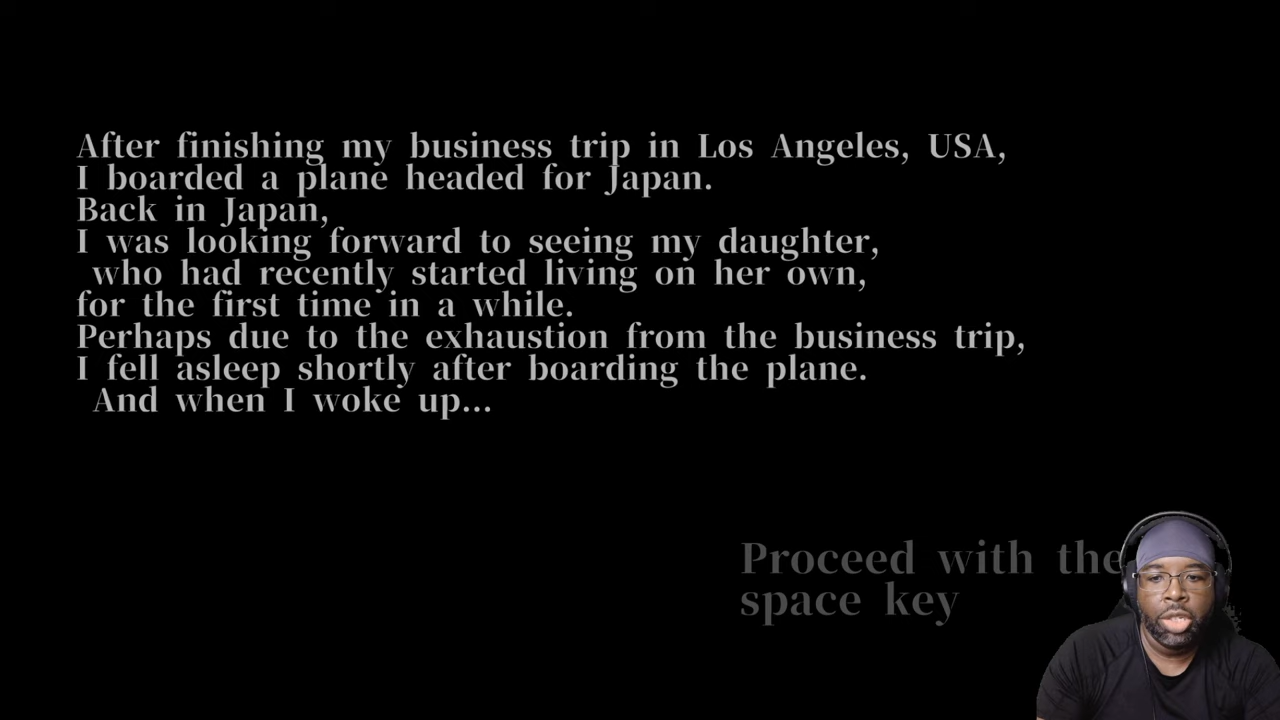 After finishing my business trip in Los Angeles, USA,
I boarded a plane headed for Japan.
Back in Japan,
I was looking forward to seeing my daughter,
who had recently started living on her own,
for the first time in a while.
Perhaps due to the exhaustion from the business trip,
I fell asleep shortly after boarding the plane.
And when I woke up...
Proceed with the
space key